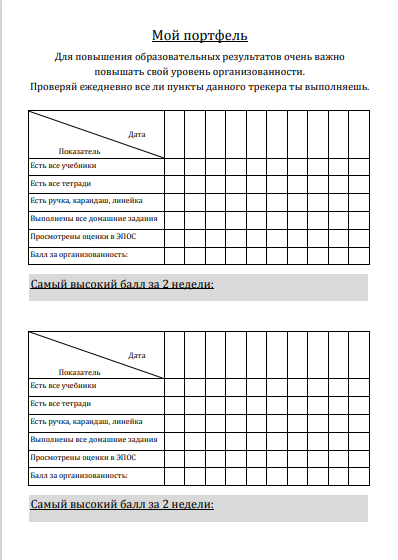 Мой портфель
Для повышения образовательных результатов очень важно
повышать свой уровень организованности.
Проверяй ежедневно все ли пункты данного трекера ты выполняешь.
Дата
Показатель
Есть все учебники
Есть все тетради
Есть ручка, карандаш, линейка
Выполнены все домашние задания
Просмотрены оценки в ЭПОС
Балл за организованность:
Самый высокий балл за 2 недели:
Дата
Показатель
Есть все учебники
Есть все тетради
Есть ручка, карандаш, линейка
Выполнены все домашние задания
Просмотрены оценки в ЭПОС
Балл за организованность:
Самый высокий балл за 2 недели: